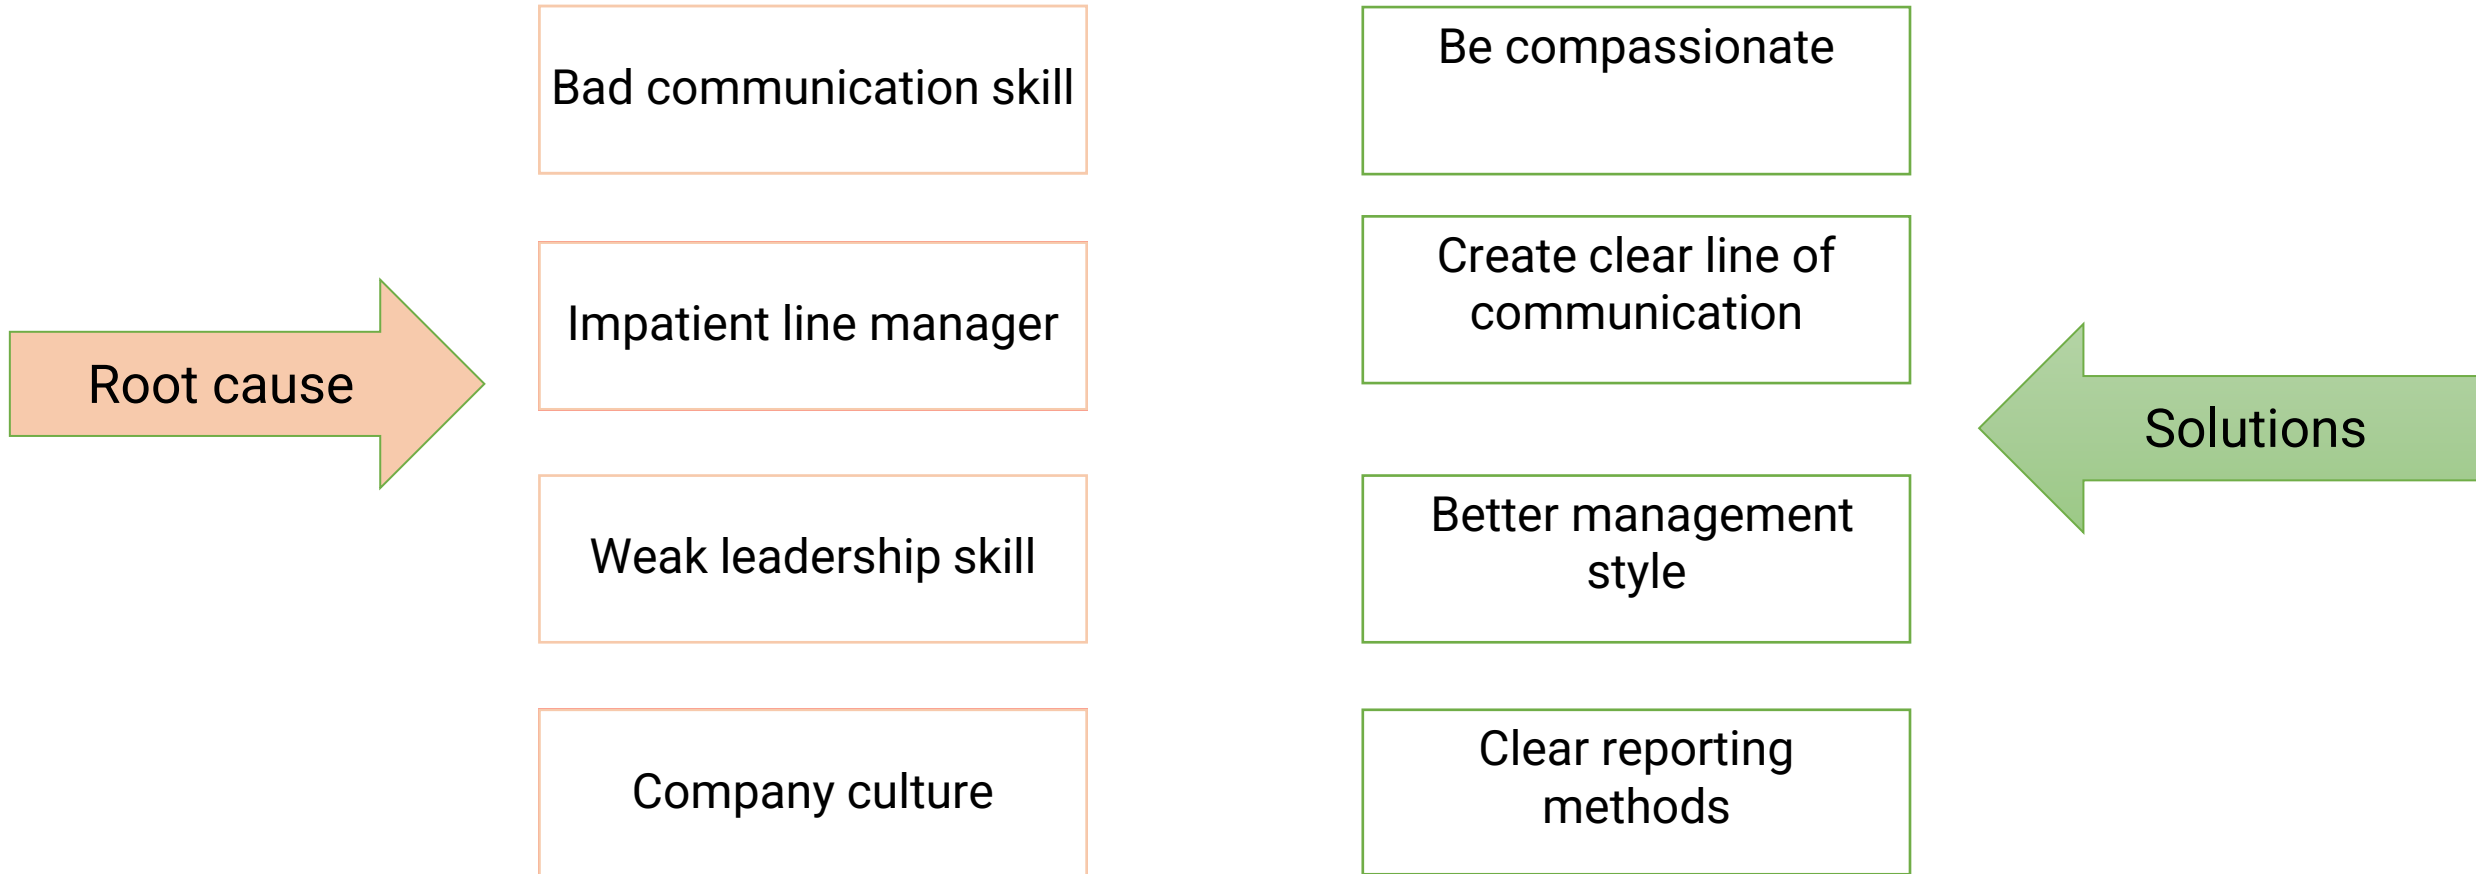 Root cause
Bad communication skill
Impatient line manager
Weak leadership skill
Company culture
Be compassionate
Create clear line of
communication
Better management
style
Clear reporting
methods
Solutions